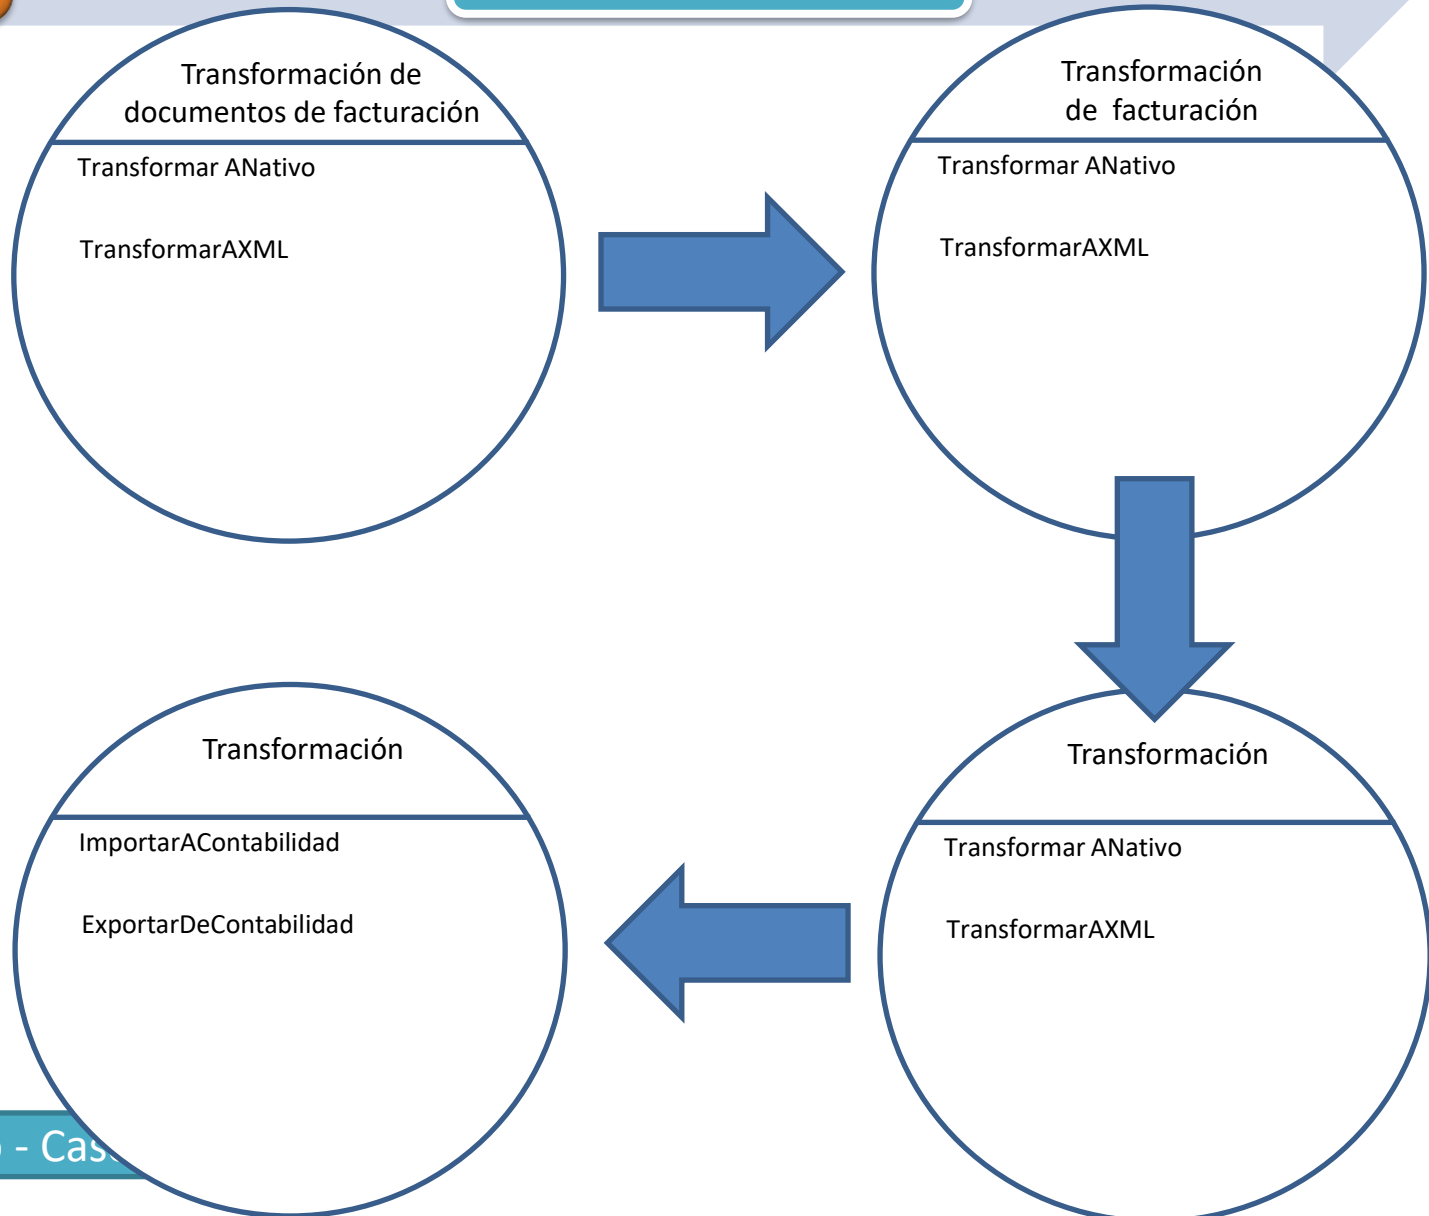 Transformación de
documentos de facturación
Transformar ANativo
TransformarAXML
Transformación
de facturación
Transformar ANativo
TransformarAXML
Transformación
Transformar ANativo
TransformarAXML
Transformación
ImportarAContabilidad
ExportarDeContabilidad
-